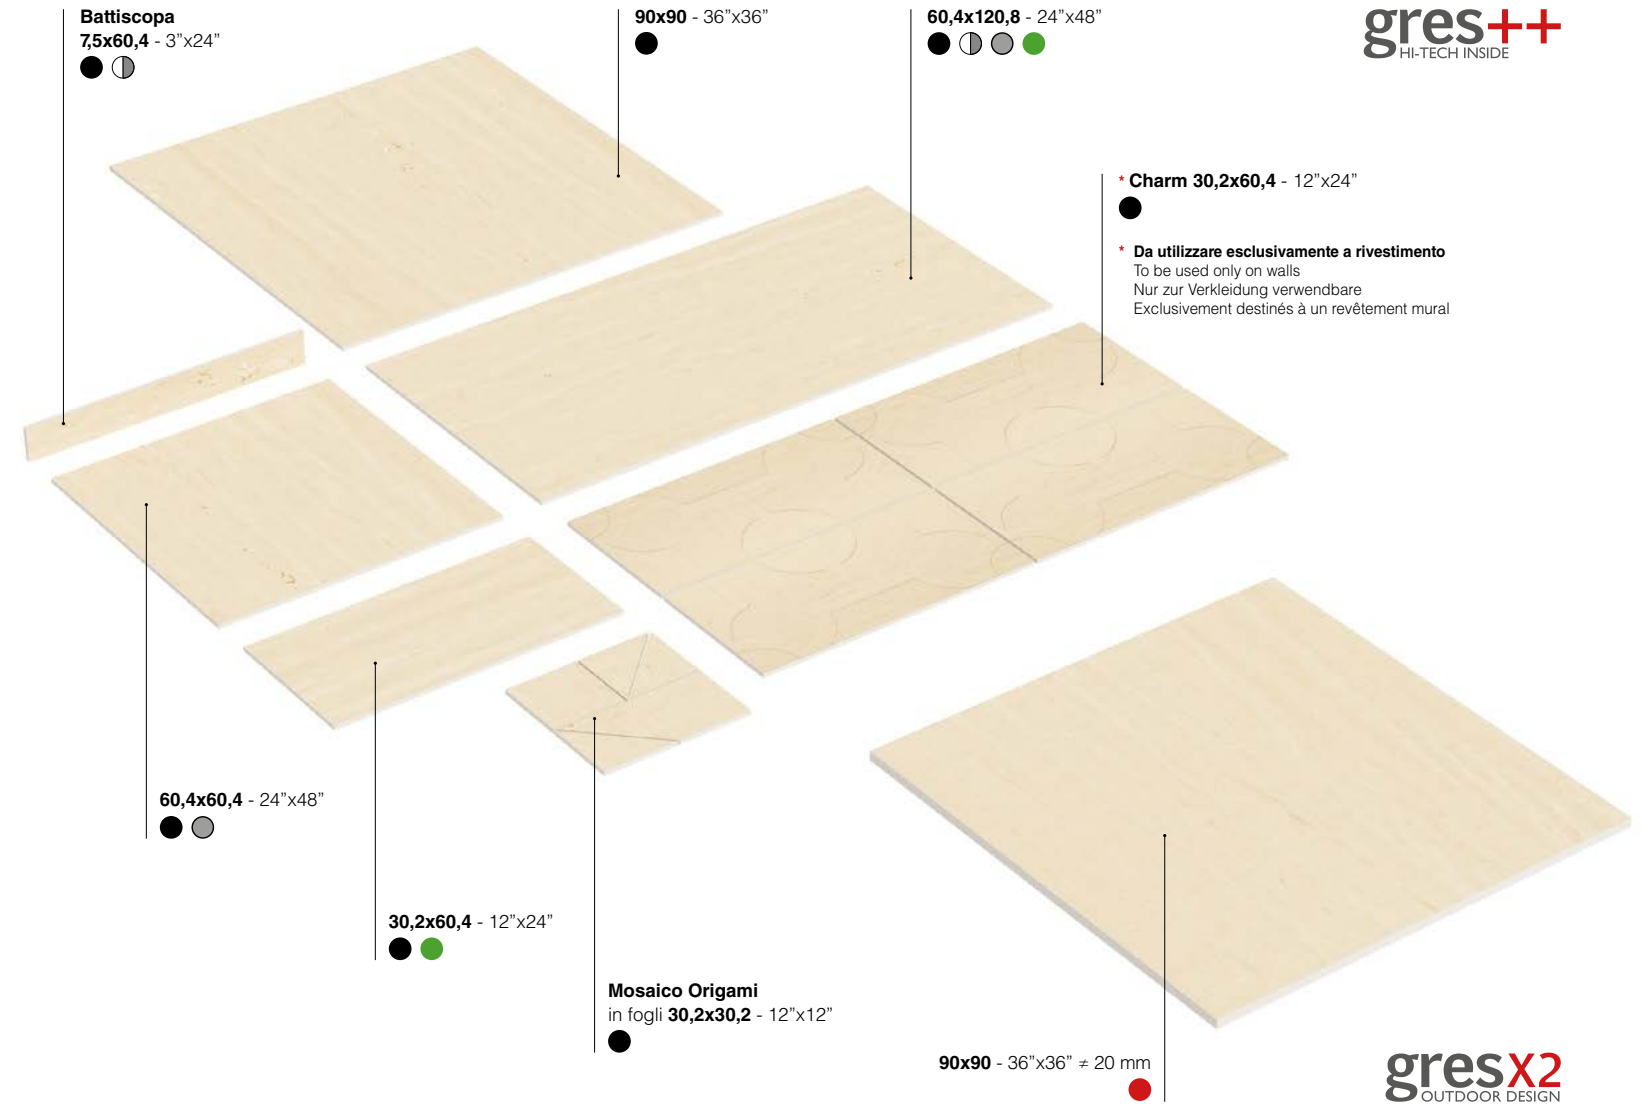 Battiscopa
7,5x60,4 - 3”x24”
90x90 - 36”x36”
60,4x120,8 - 24”x48”
gres++
HI-TECH INSIDE
* Charm 30,2x60,4 - 12”x24”
* Da utilizzare esclusivamente a rivestimento
To be used only on walls
Nur zur Verkleidung verwendbare
Exclusivement destinés à un revêtement mural
60,4x60,4 - 24”x48”
30,2x60,4 - 12”x24”
Mosaico Origami
in fogli 30,2x30,2 - 12”x12”
90x90 - 36”x36” ≠ 20 mm
gresx2
OUTDOOR DESIGN